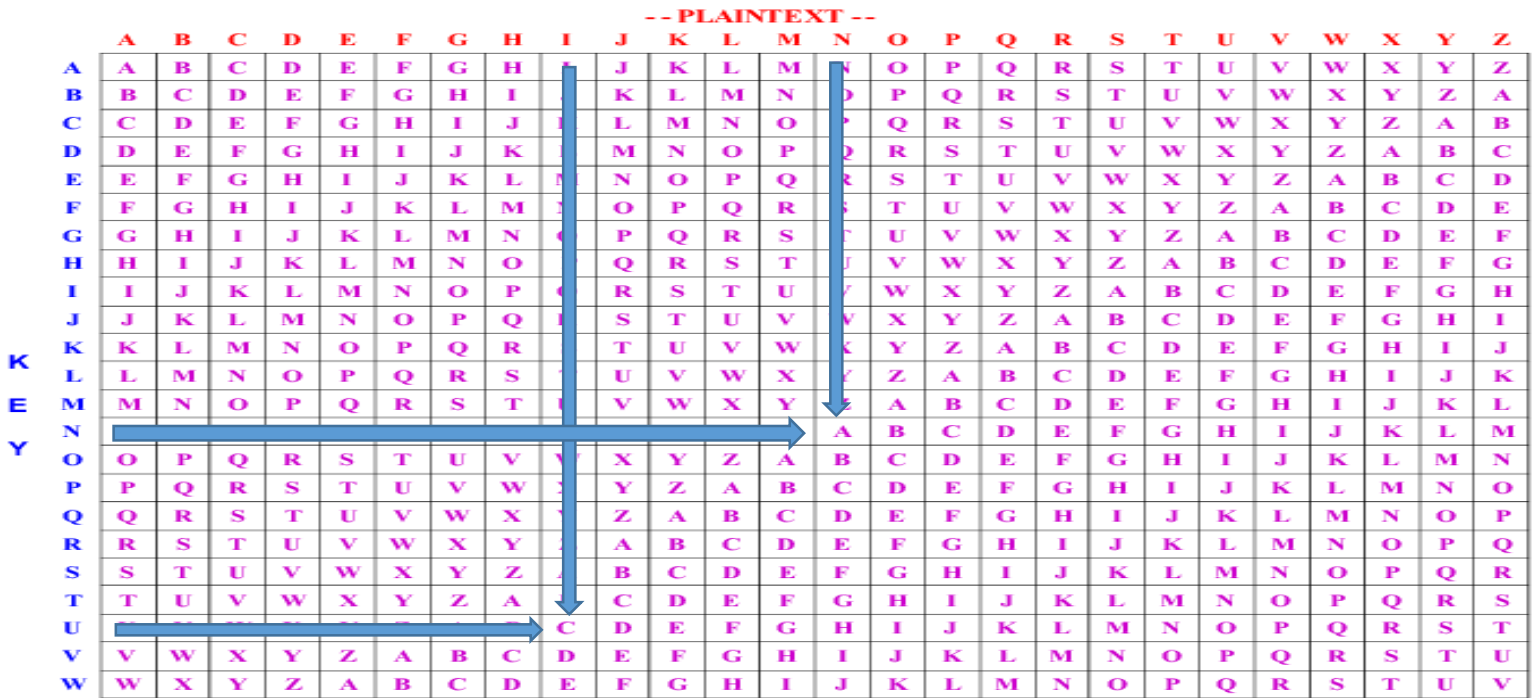 -- PLAINTEXT --
A B C D E F G H I J K L M N O P Q R S T U V W X Y Z
A A B C D E F G H J K L M O P Q R S T U V W X Y Z
B B C D E F G H I K L M N P Q R S T U V W X Y Z A
C C D E F G H I J L M N O Q R S T U V W X Y Z A B
D D E F G H I J K M N O P R S T U V W X Y Z A B C
E E F G H I J K L N O P Q S T U V W X Y Z A B C D
F F G H I J K L M O P Q R T U V W X Y Z A B C D E
G G H I J K L M N P Q R S U V W X Y Z A B C D E F
H H I J K L M N O Q R S T V W X Y Z A B C D E F G
I I J K L M N O P R S T U W X Y Z A B C D E F G H
J J K L M N O P Q S T U V X Y Z A B C D E F G H I
K K L M N O P Q R T U V W Y Z A B C D E F G H I J
K
L L M N O P Q R S U V W X Z A B C D E F G H I J K
E M M N O P Q R S T V W X Y A B C D E F G H I J K L
N A B C D E F G H I J K L M
Y
O O P Q R S T U V X Y Z A B C D E F G H I J K L M N
P P Q R S T U V W Y Z A B C D E F G H I J K L M N O
Q Q R S T U V W X Z A B C D E F G H I J K L M N O P
R R S T U V W X Y A B C D E F G H I J K L M N O P Q
S S T U V W X Y Z B C D E F G H I J K L M N O P Q R
T T U V W X Y Z A C D E F G H I J K L M N O P Q R S
U C D E F G H I J K L M N O P Q R S T
V V W X Y Z A B C D E F G H I J K L M N O P Q R S T U
W W X Y Z A B C D E F G H I J K L M N O P Q R S T U V